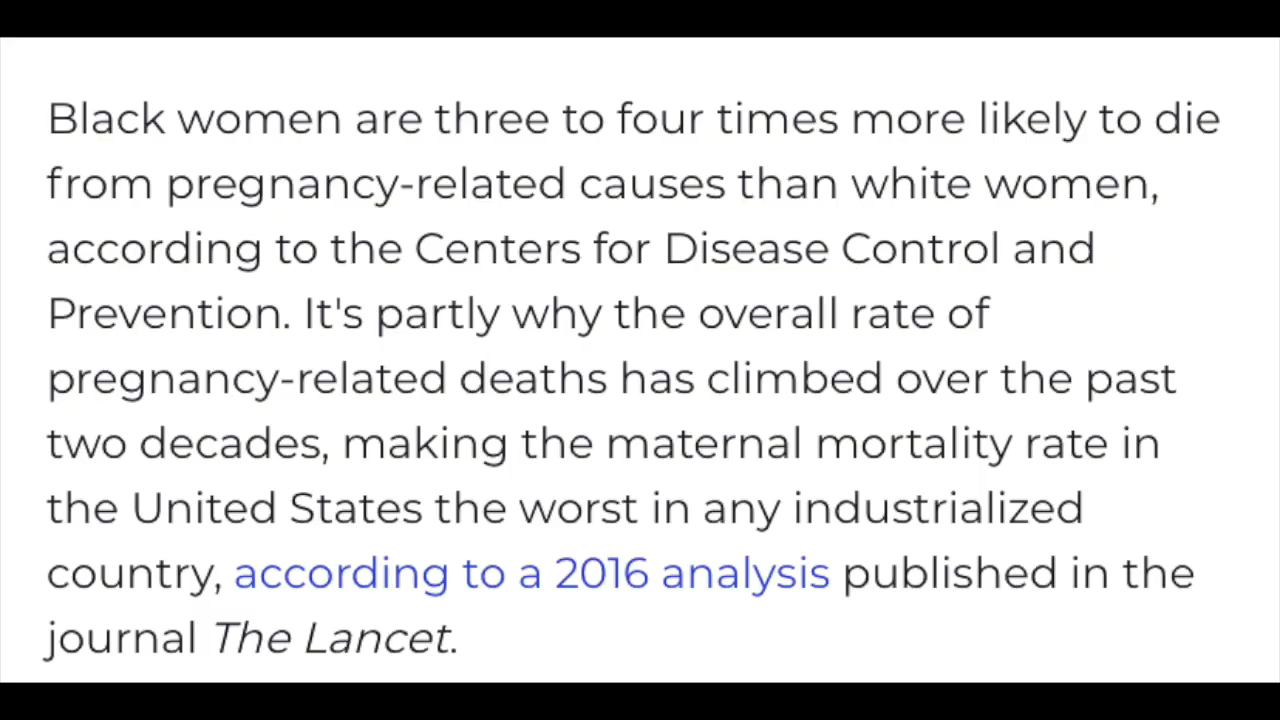 Black women are three to four times more likely to die
from pregnancy-related causes than white women,
according to the Centers for Disease Control and
Prevention. It's partly why the overall rate of
pregnancy-related deaths has climbed over the past
two decades, making the maternal mortality rate in
the United States the worst in any industrialized
country, according to a 2016 analysis published in the
journal The Lancet.